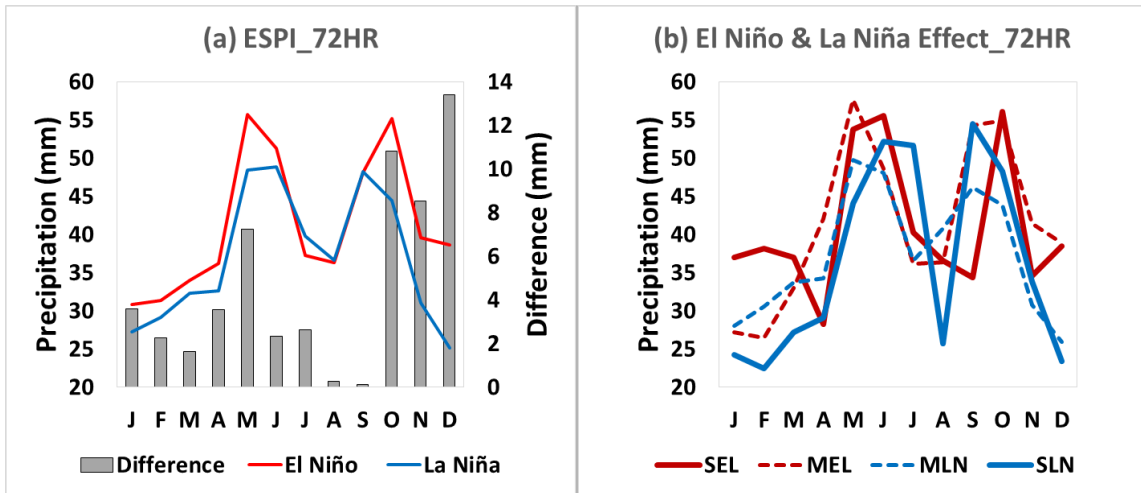 (a) ESPI_72HR
Precipitation (mm)
60
55
50
45
40
35
30
25
20
14
12
10
8
6
4
2
0
Difference (mm)
J F M A M J J A S O N D
Difference El Niño La Niña
(b) El Niño & La Niña Effect_72HR
Precipitation (mm)
60
55
50
45
40
35
30
25
20
J F M A M J J A S O N D
SEL MEL MLN SLN